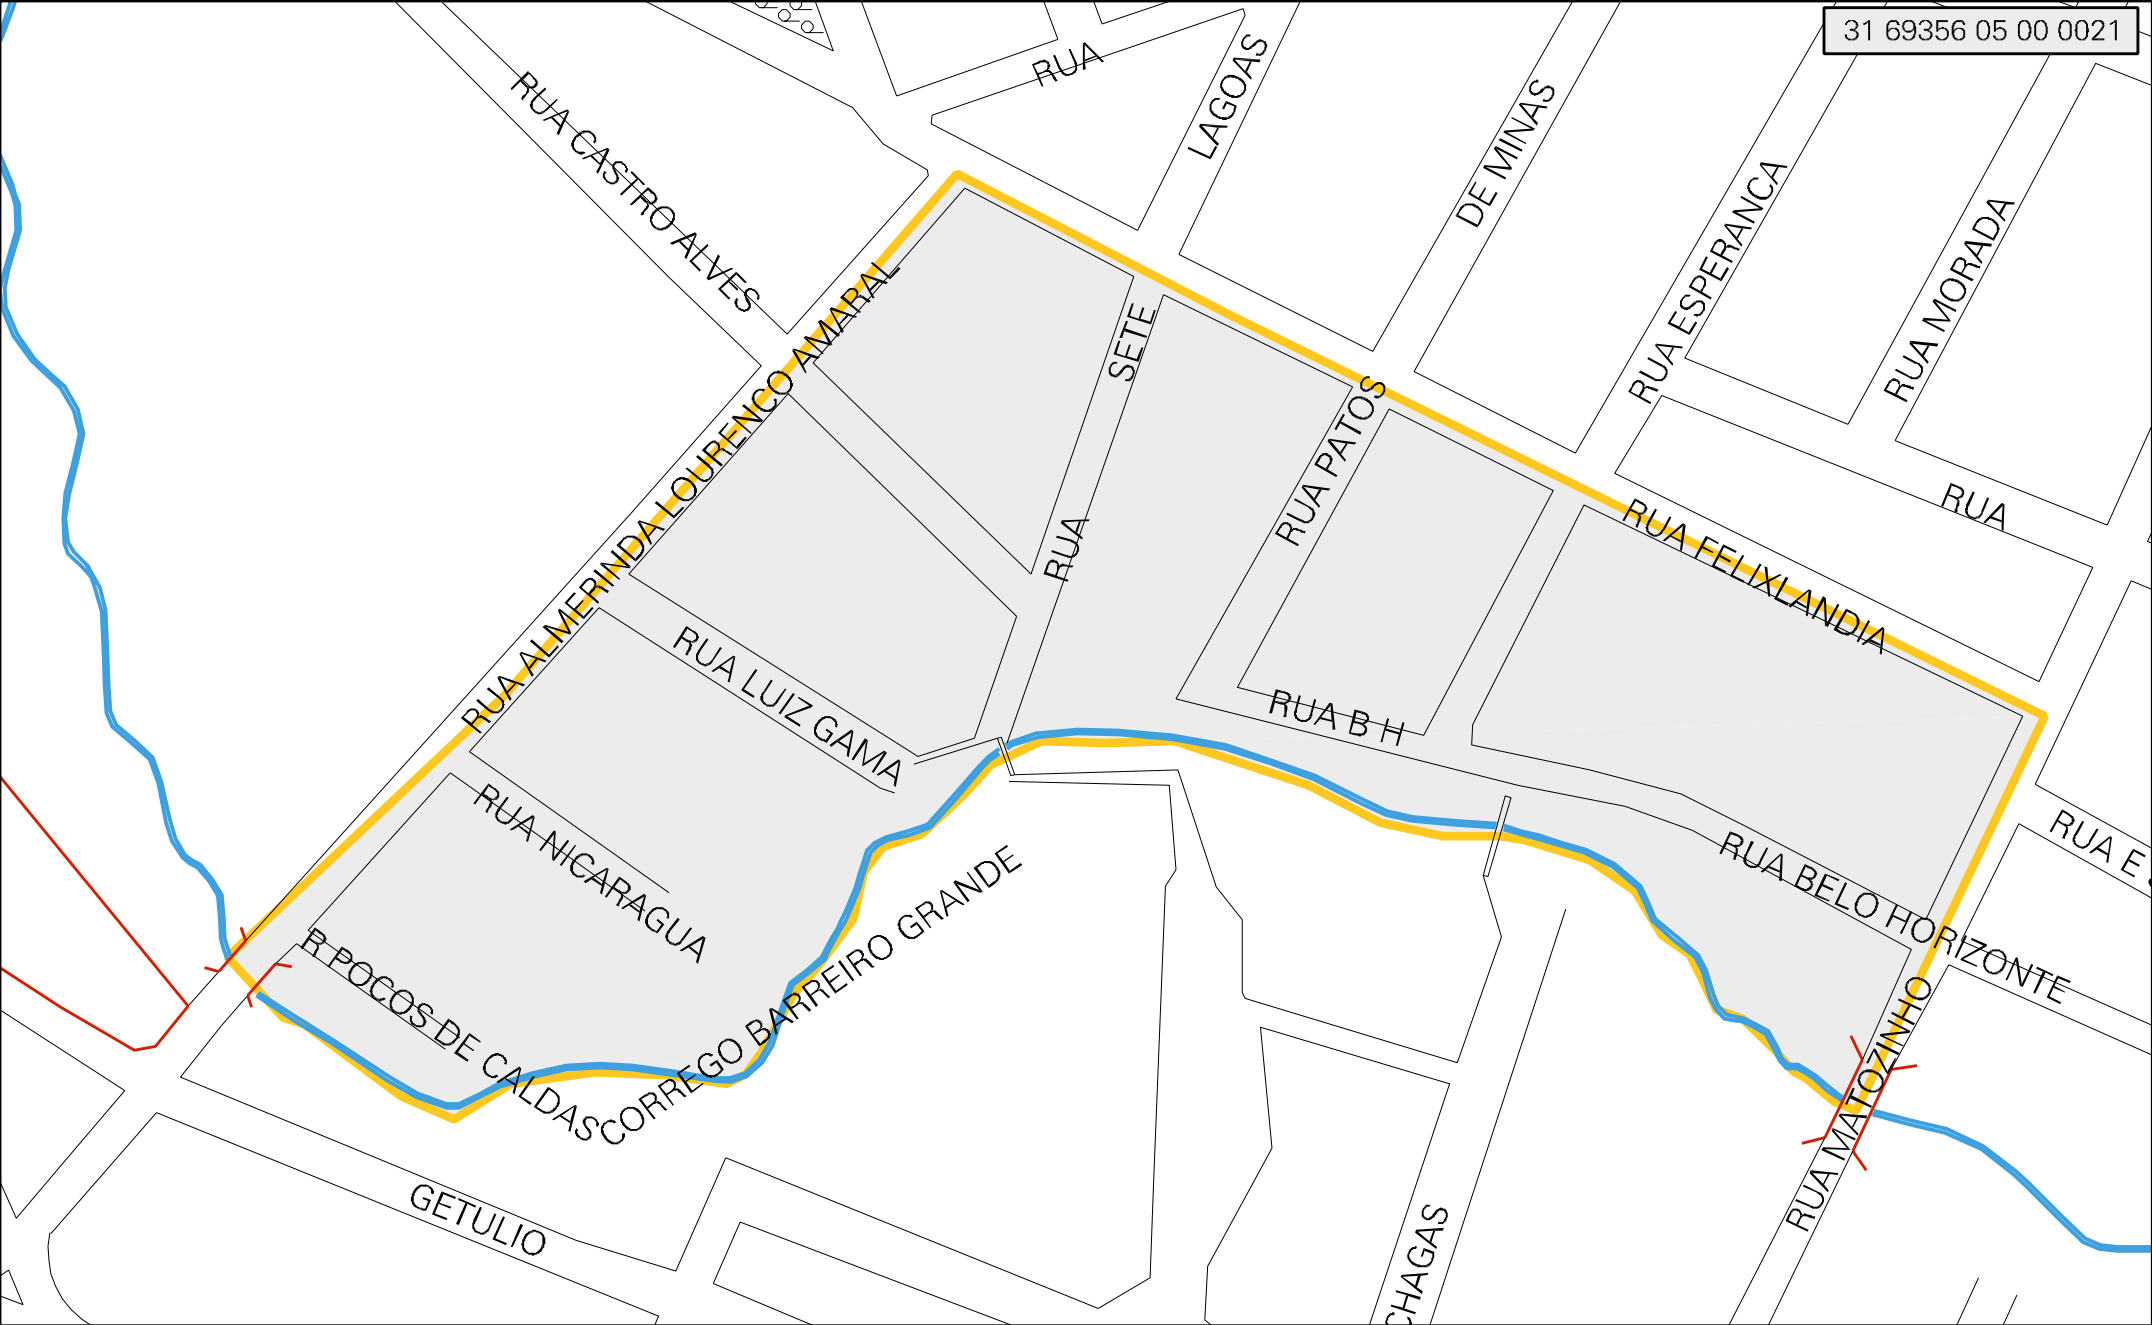 31 69356 05 00 0021
RUA
LAGOAS
DE MINAS
RUA CASTRO ALVES
RUA ESPERANCA
RUA MORADA
RUA ALMERINDA LOURENCO AMARAL
SETE
RUA
RUA PATOS
RUA
RUA FELIXLANDIA
RUA LUIZ GAMA
RUA B H
RUA NICARAGUA
RUA BELO HORIZONTE
RUA E
R POCOS DE CALDAS
CORREGO BARREIRO GRANDE
RUA MATOZINHO
GETULIO
CHAGAS